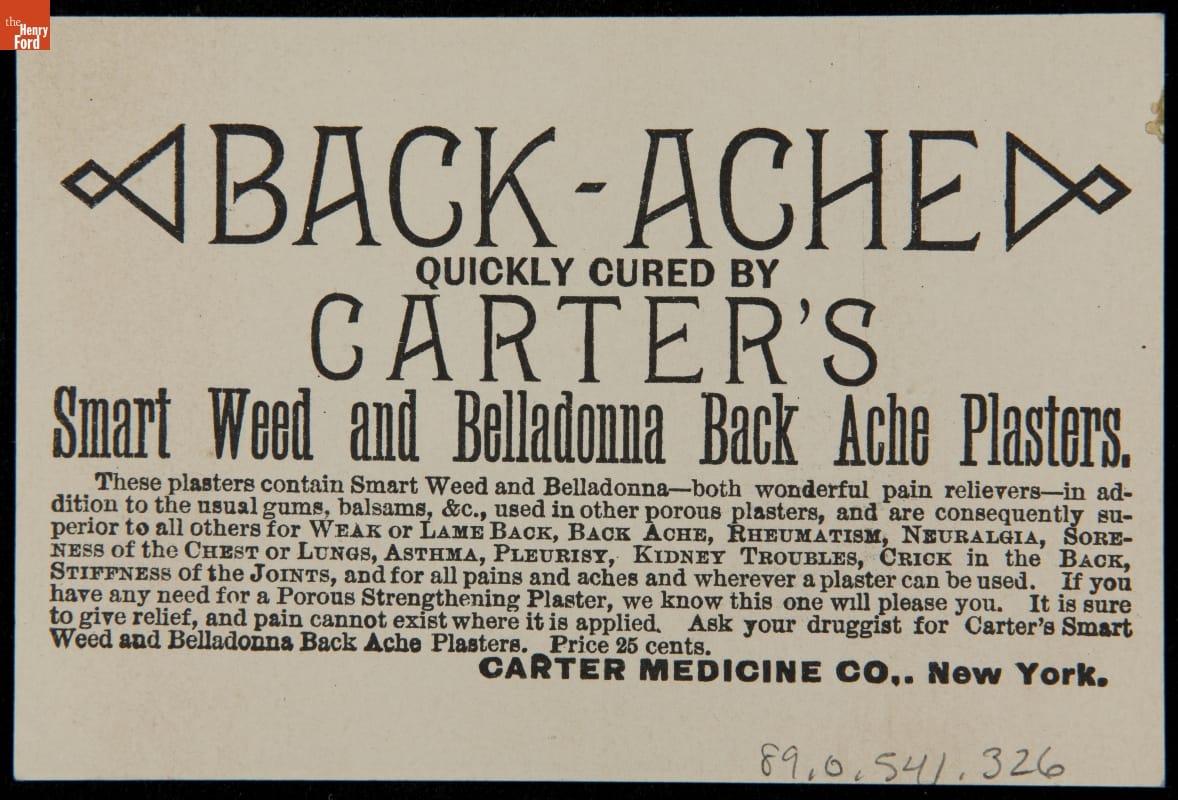 the
Henry
Ford
BACK-ACHE
QUICKLY CURED BY
CARTER'S
Smart Weed and Belladonna Back Ache Plasters.
These plasters contain Smart Weed and Belladonna—both wonderful pain relievers—in ad-
dition to the usual gums, balsams, &c., used in other porous plasters, and are consequently su-
perior to all others for WEAK or LAME BACK, BACK ACHE, RHEUMATISM, NEURALGIA, SORE-
NESS of the CHEST or LUNGS, ASTHMA, PLEURISY, KIDNEY TROUBLES, CRICK in the BACK,
STIFFNESS of the JOINTS, and for all pains and aches and wherever a plaster can be used. If you
have any need for a Porous Strengthening Plaster, we know this one will please you. It is sure
to give relief, and pain cannot exist where it is applied. Ask your druggist for Carter's Smart
Weed and Belladonna Back Ache Plasters. Price 25 cents.
CARTER MEDICINE CO,. New York.
89.0.541.326